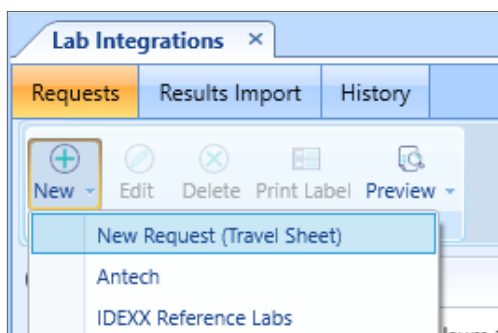 Lab Integrations ×
Requests Results Import History
New Edit Delete Print Label Preview
New Request (Travel Sheet)
Antech
IDEXX Reference Labs